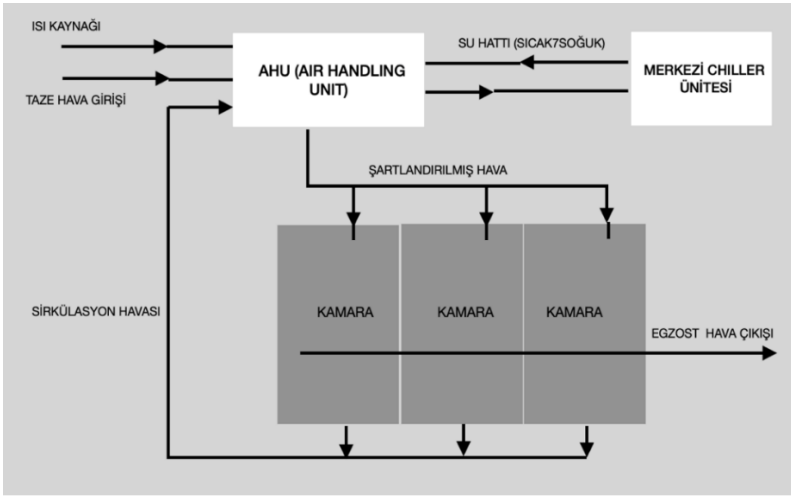 ISI KAYNAĞI
TAZE HAVA GİRİŞİ
AHU (AIR HANDLING
UNIT)
SU HATTI (SICAK7SOĞUK)
MERKEZİ CHILLER
ÜNİTESİ
ŞARTLANDIRILMIŞ HAVA
SİRKÜLASYON HAVASI
KAMARA
KAMARA
KAMARA
EGZOST HAVA ÇIKIŞI